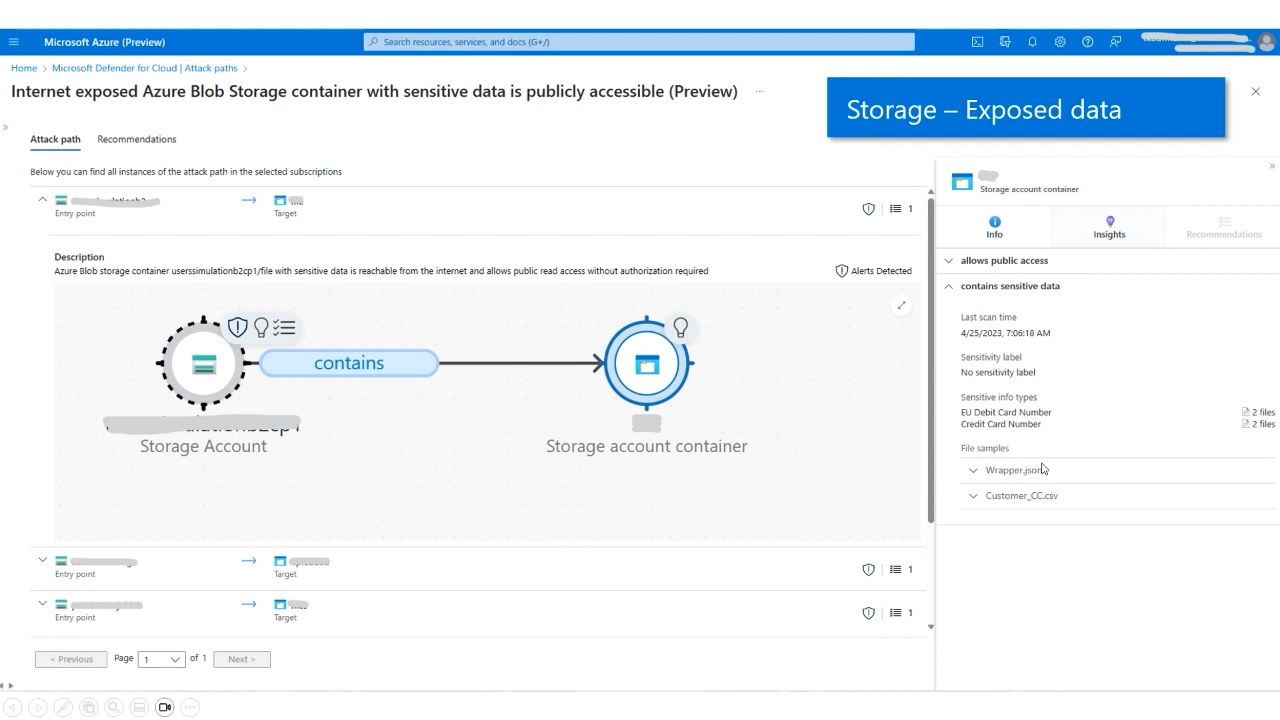 Microsoft Azure (Preview)
Search resources, services, and docs (G+/)
Home > Microsoft Defender for Cloud | Attack paths >
Internet exposed Azure Blob Storage container with sensitive data is publicly accessible (Preview) ...
Storage – Exposed data
Attack path Recommendations
Below you can find all instances of the attack path in the selected subscriptions
Entry point
Target
1
Description
Azure Blob storage container userssimulationb2cp1/file with sensitive data is reachable from the internet and allows public read access without authorization required
Alerts Detected
contains
Storage Account
Storage account container
Entry point
Target
1
Entry point
Target
1
< Previous Page 1 of 1 Next >
Storage account container
Info Insights Recommendations
allows public access
contains sensitive data
Last scan time
4/25/2023, 7:06:18 AM
Sensitivity label
No sensitivity label
Sensitive info types
EU Debit Card Number 2 files
Credit Card Number 2 files
File samples
Wrapper.json
Customer_CC.csv